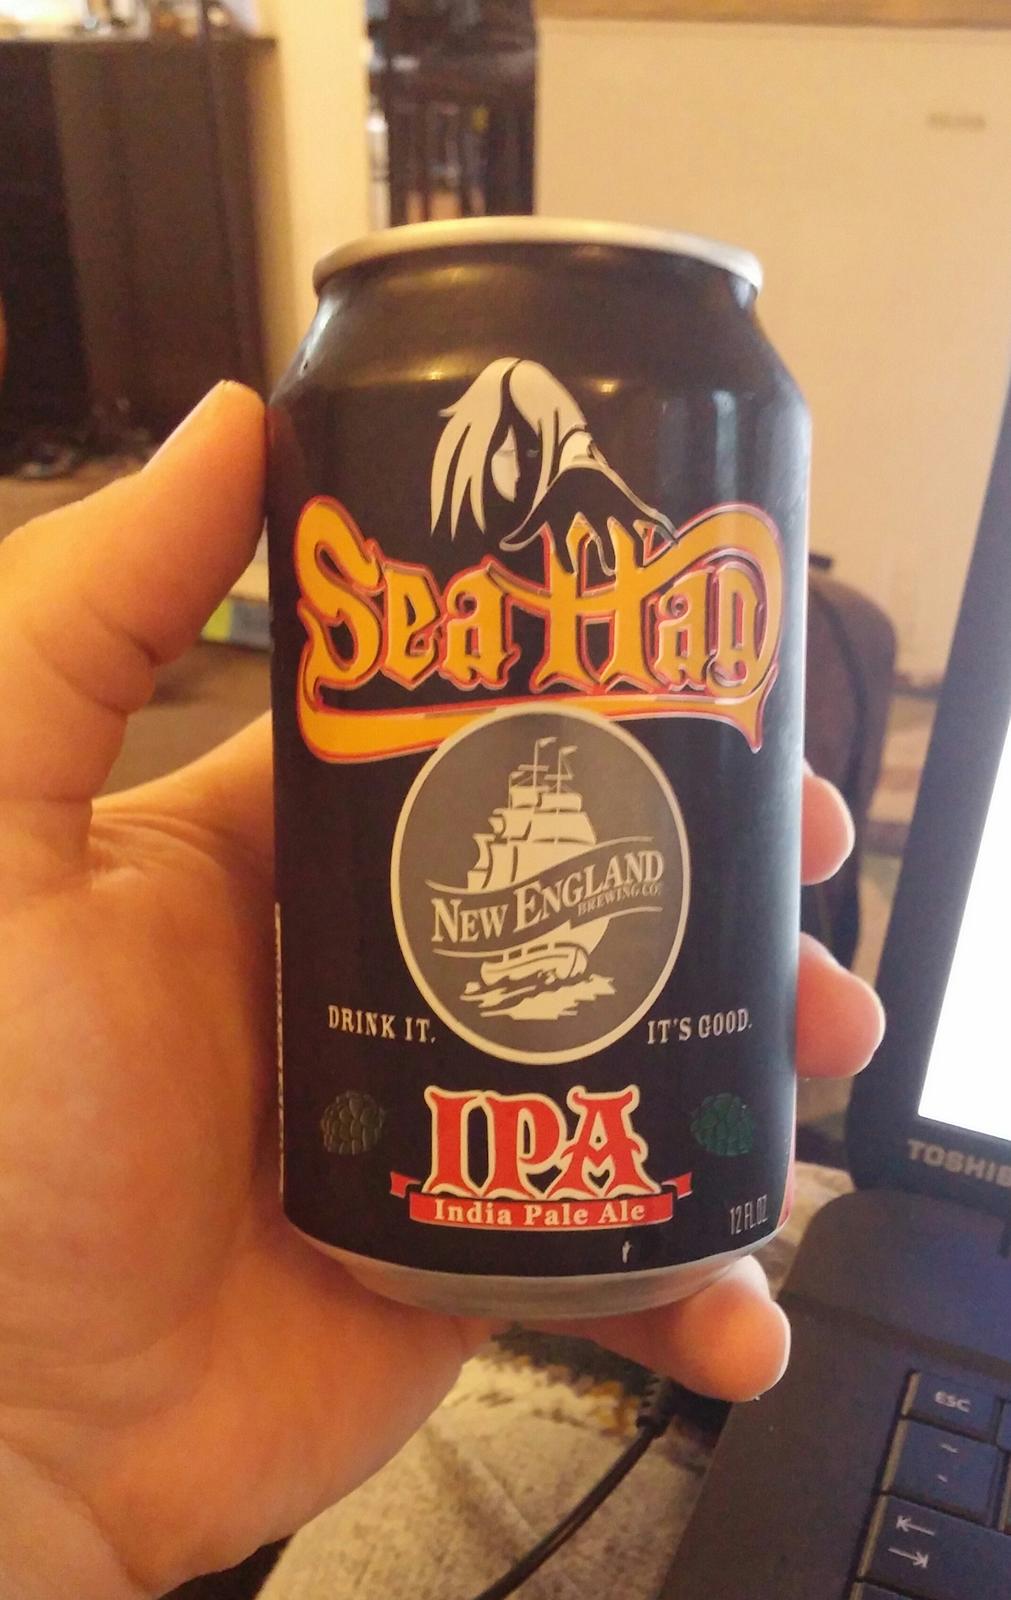 Sea Hag
NEW ENGLAND
BREWING CO.
DRINK IT. IT'S GOOD.
IPA
India Pale Ale
12 FL.OZ.
TOSHIB
ESC
~
`